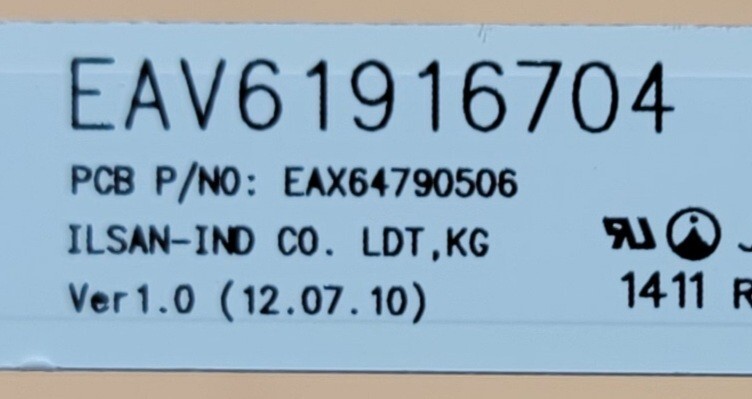 EAV61916704
PCB P/NO: EAX64790506
ILSAN-IND CO. LDT,KG
Ver1.0 (12.07.10)
1411 R